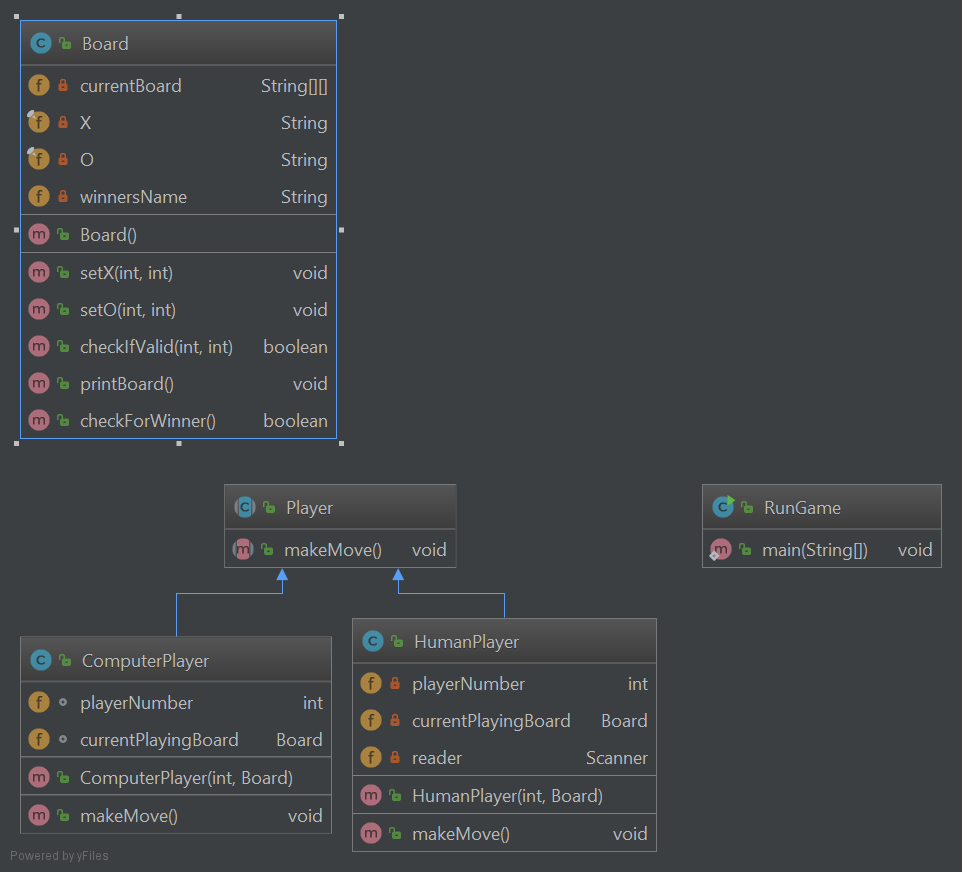 Board
currentBoard String[][]
X String
O String
winnersName String
Board()
setX(int, int) void
setO(int, int) void
checkIfValid(int, int) boolean
printBoard() void
checkForWinner() boolean
Player
makeMove() void
RunGame
main(String[]) void
ComputerPlayer
playerNumber int
currentPlayingBoard Board
ComputerPlayer(int, Board)
makeMove() void
HumanPlayer
playerNumber int
currentPlayingBoard Board
reader Scanner
HumanPlayer(int, Board)
makeMove() void
Powered by yFiles